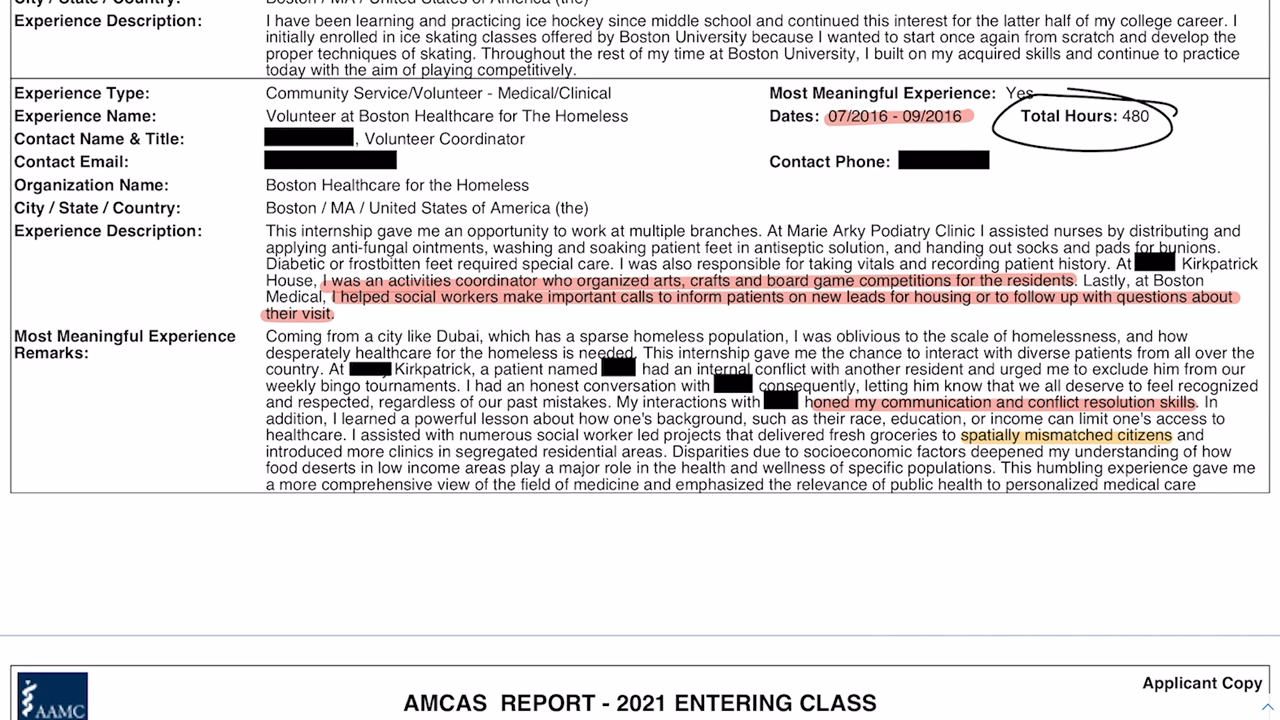 City / State / Country: Boston / MA / United States of America (the)
Experience Description: I have been learning and practicing ice hockey since middle school and continued this interest for the latter half of my college career. I
initially enrolled in ice skating classes offered by Boston University because I wanted to start once again from scratch and develop the
proper techniques of skating. Throughout the rest of my time at Boston University, I built on my acquired skills and continue to practice
today with the aim of playing competitively.
Experience Type: Community Service/Volunteer - Medical/Clinical Most Meaningful Experience: Yes
Experience Name: Volunteer at Boston Healthcare for The Homeless Dates: 07/2016 - 09/2016 Total Hours: 480
Contact Name & Title: , Volunteer Coordinator
Contact Email: Contact Phone:
Organization Name: Boston Healthcare for the Homeless
City / State / Country: Boston / MA / United States of America (the)
Experience Description: This internship gave me an opportunity to work at multiple branches. At Marie Arky Podiatry Clinic I assisted nurses by distributing and
applying anti-fungal ointments, washing and soaking patient feet in antiseptic solution, and handing out socks and pads for bunions.
Diabetic or frostbitten feet required special care. I was also responsible for taking vitals and recording patient history. At Kirkpatrick
House, I was an activities coordinator who organized arts, crafts and board game competitions for the residents. Lastly, at Boston
Medical, I helped social workers make important calls to inform patients on new leads for housing or to follow up with questions about
their visit.
Most Meaningful Experience Coming from a city like Dubai, which has a sparse homeless population, I was oblivious to the scale of homelessness, and how
Remarks: desperately healthcare for the homeless is needed. This internship gave me the chance to interact with diverse patients from all over the
country. At Kirkpatrick, a patient named had an internal conflict with another resident and urged me to exclude him from our
weekly bingo tournaments. I had an honest conversation with consequently, letting him know that we all deserve to feel recognized
and respected, regardless of our past mistakes. My interactions with honed my communication and conflict resolution skills. In
addition, I learned a powerful lesson about how one's background, such as their race, education, or income can limit one's access to
healthcare. I assisted with numerous social worker led projects that delivered fresh groceries to spatially mismatched citizens and
introduced more clinics in segregated residential areas. Disparities due to socioeconomic factors deepened my understanding of how
food deserts in low income areas play a major role in the health and wellness of specific populations. This humbling experience gave me
a more comprehensive view of the field of medicine and emphasized the relevance of public health to personalized medical care
Applicant Copy
AAMC
AMCAS REPORT - 2021 ENTERING CLASS